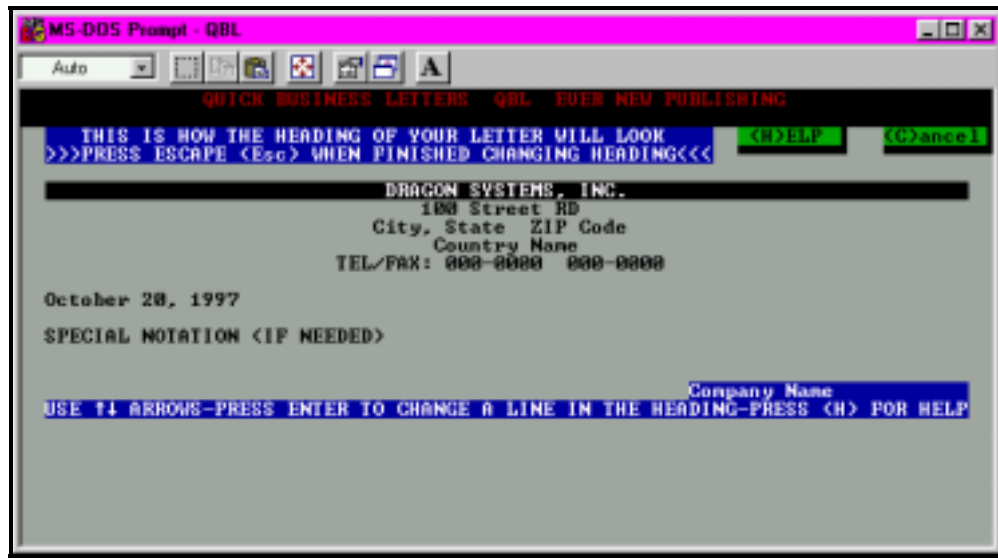 MS-DOS Prompt - QBL
Auto
A
QUICK BUSINESS LETTERS QBL EVER NEW PUBLISHING
THIS IS HOW THE HEADING OF YOUR LETTER WILL LOOK
>>>PRESS ESCAPE <Esc> WHEN FINISHED CHANGING HEADING<<<
<H>ELP
<C>ancel
DRAGON SYSTEMS, INC.
100 Street RD
City, State ZIP Code
Country Name
TEL/FAX: 000-0000 000-0000
October 20, 1997
SPECIAL NOTATION <IF NEEDED>
Company Name
USE ↑↓ ARROWS-PRESS ENTER TO CHANGE A LINE IN THE HEADING-PRESS <H> FOR HELP